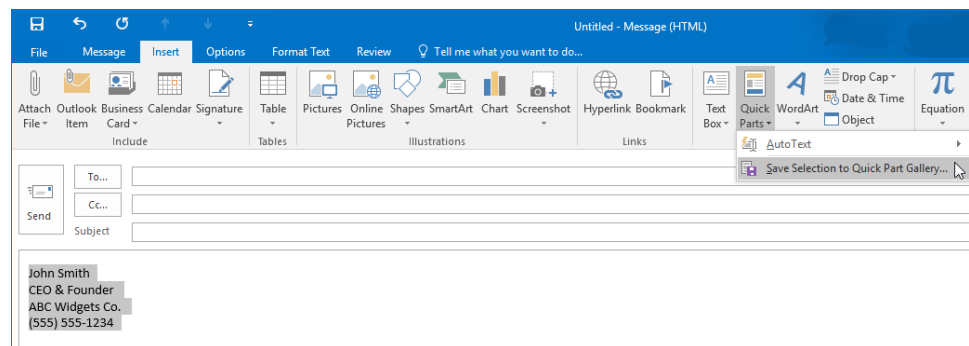 Untitled - Message (HTML)
File Message Insert Options Format Text Review Tell me what you want to do...
Attach File Outlook Item Business Card Calendar Signature Table Pictures Online Pictures Shapes SmartArt Chart Screenshot Hyperlink Bookmark Text Box Quick Parts WordArt Drop Cap Date & Time Object Equation
Include Tables Illustrations Links
AutoText
Save Selection to Quick Part Gallery...
To...
Cc...
Send
Subject
John Smith
CEO & Founder
ABC Widgets Co.
(555) 555-1234